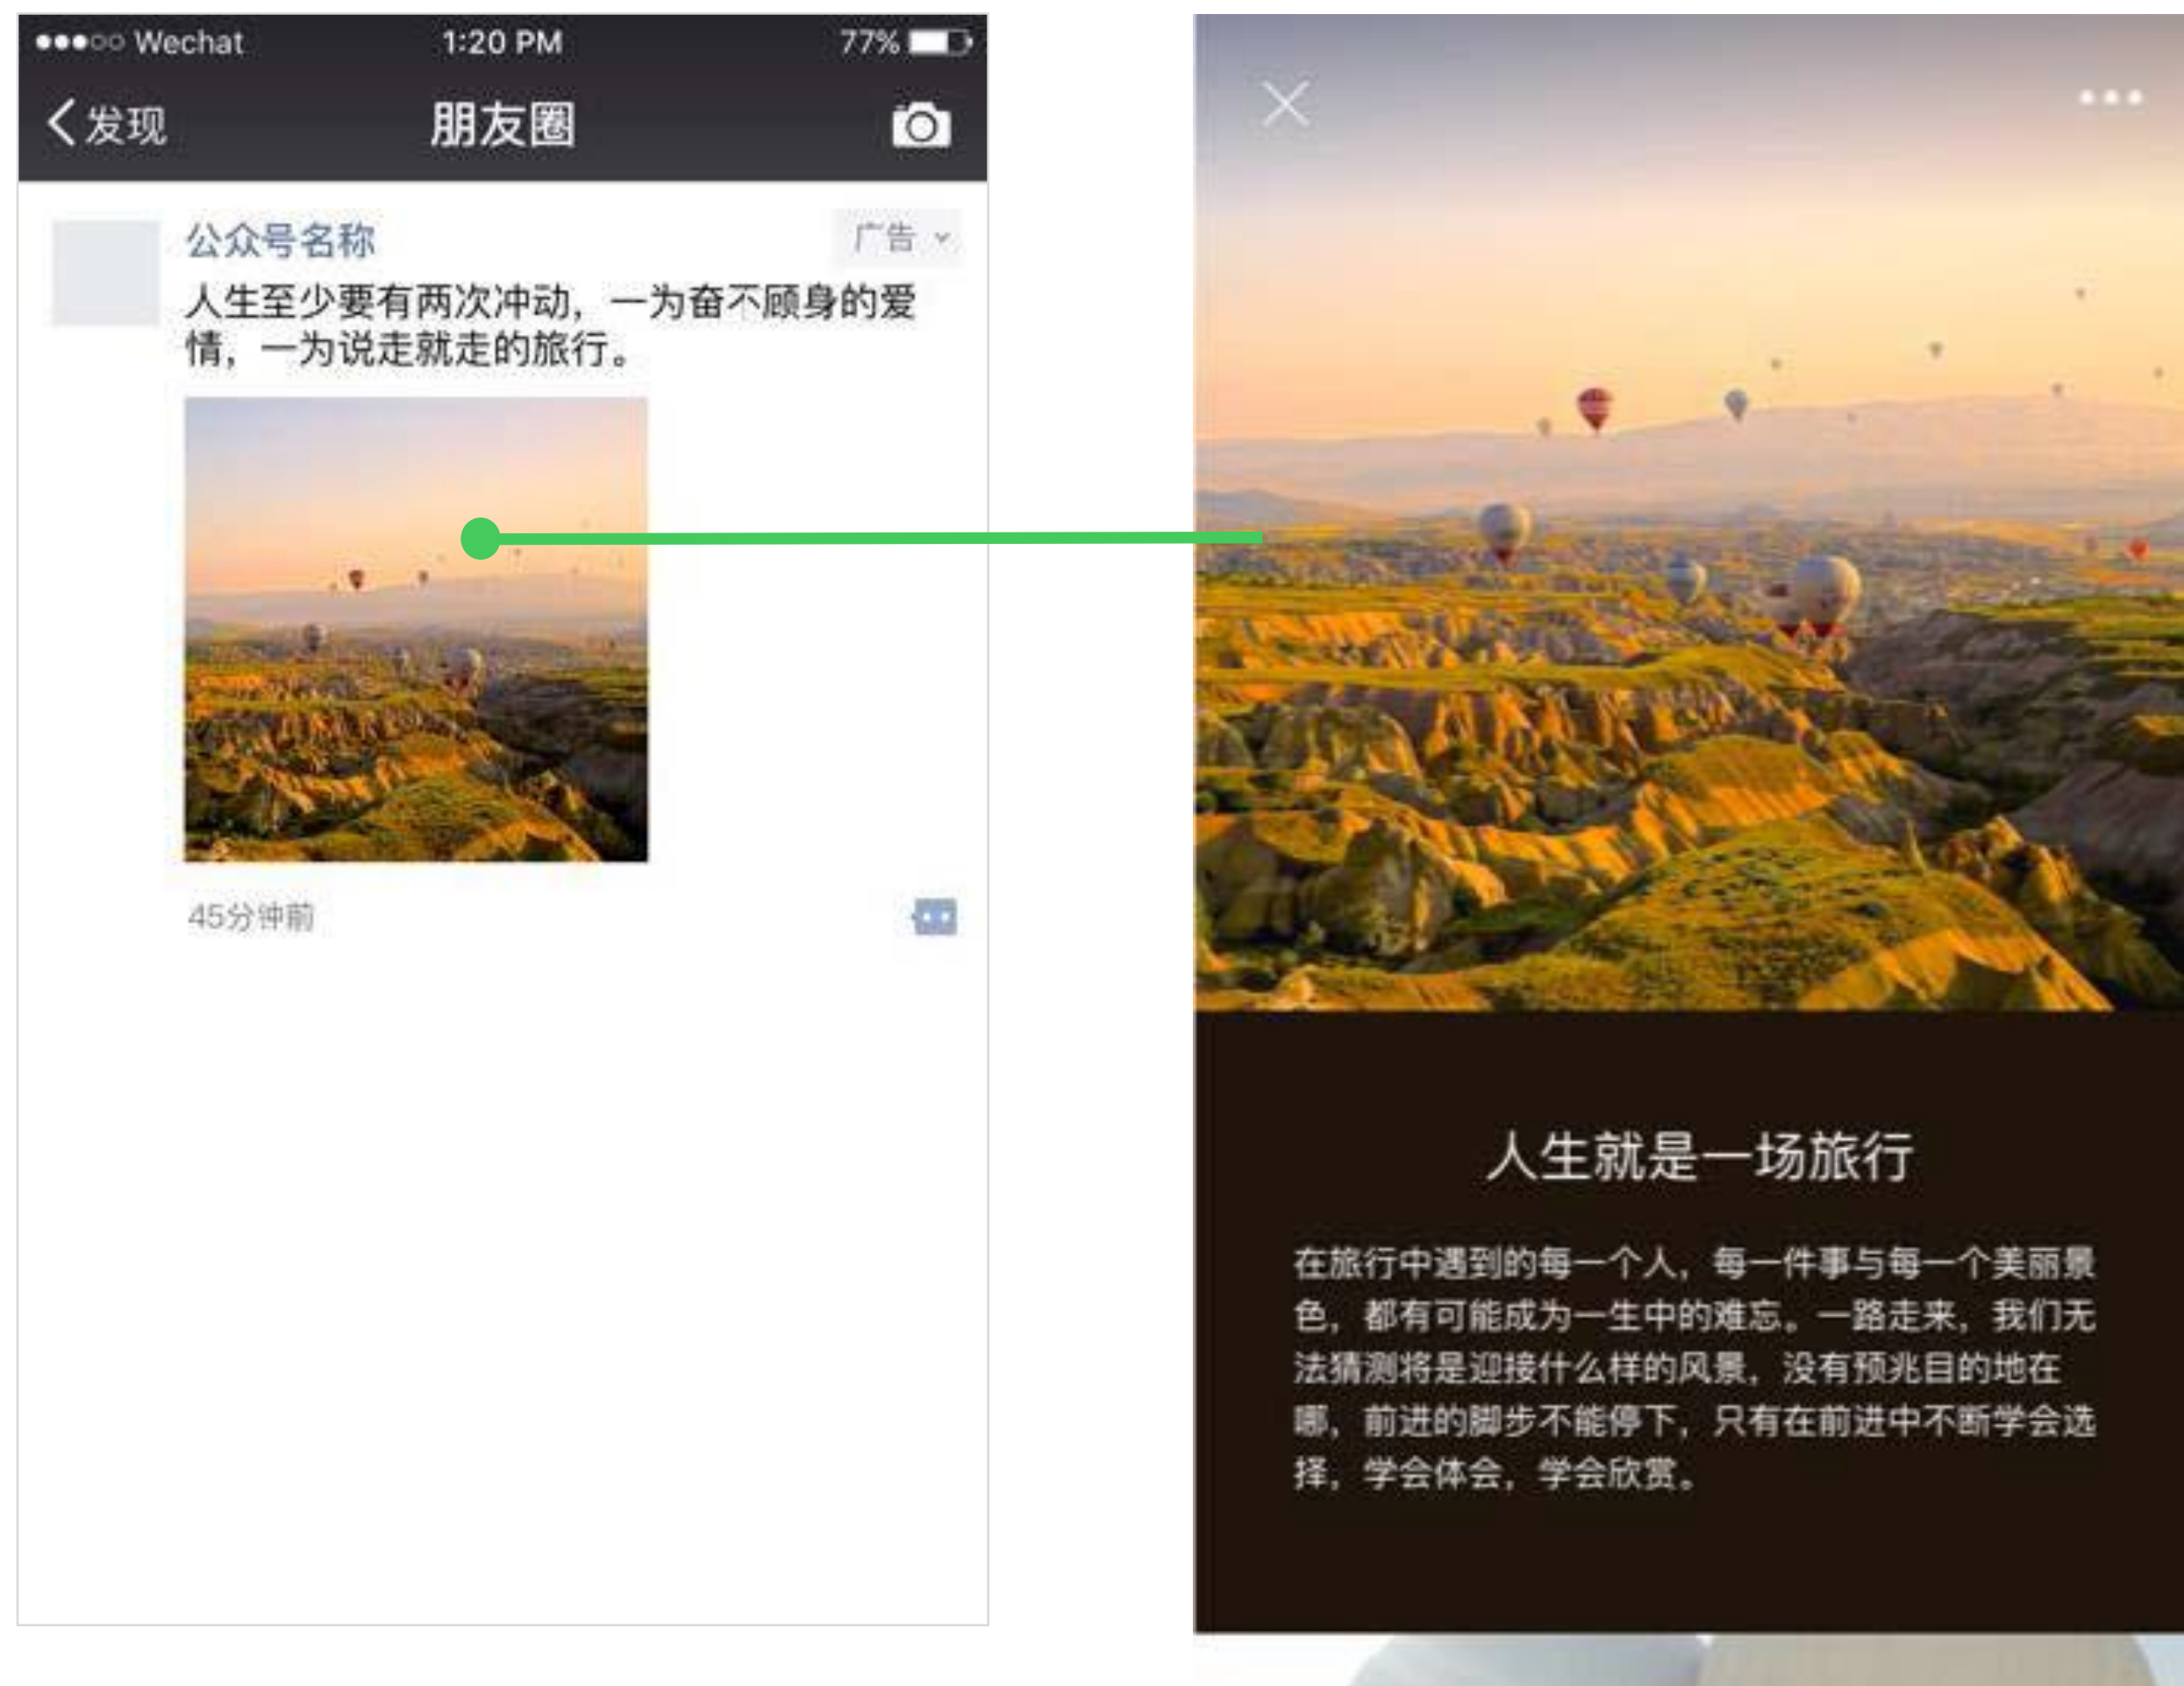 Wechat 1:20 PM 77%
发现 朋友圈
公众号名称 广告
人生至少要有两次冲动，一为奋不顾身的爱
情，一为说走就走的旅行。
45分钟前
人生就是一场旅行
在旅行中遇到的每一个人，每一件事与每一个美丽景
色，都有可能成为一生中的难忘。一路走来，我们无
法猜测将是迎接什么样的风景，没有预兆目的地在
哪，前进的脚步不能停下，只有在前进中不断学会选
择，学会体会，学会欣赏。